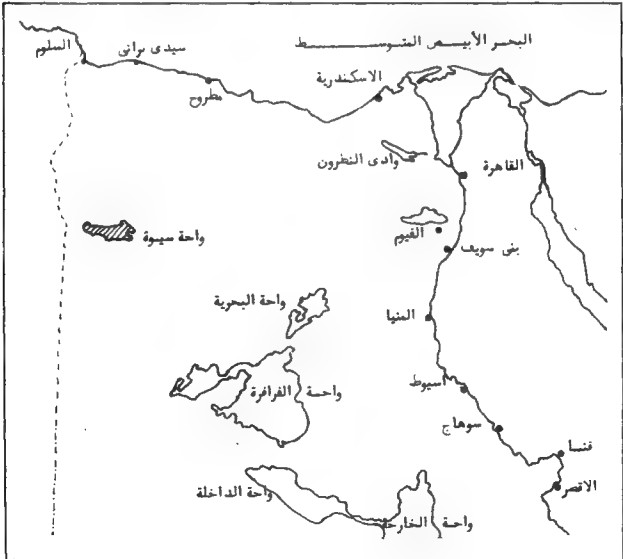 البحر الأبيض المتوسط
السلوم
سيدى برانى
مطروح
الاسكندرية
وادى النطرون
القاهرة
واحة سيوة
الفيوم
بنى سويف
واحة البحرية
المنيا
واحة الفرافرة
أسيوط
سوهاج
قنا
الاقصر
واحة الداخلة
واحة الخارجة